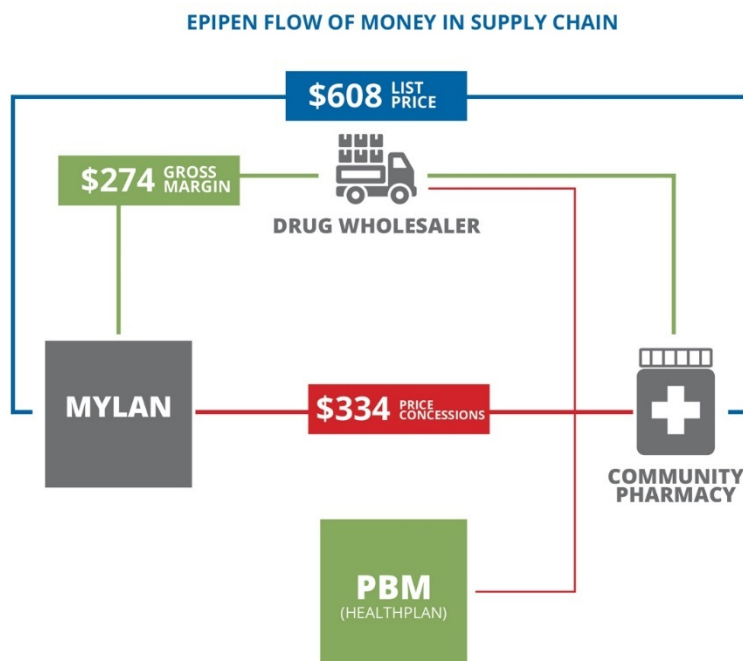 EPIPEN FLOW OF MONEY IN SUPPLY CHAIN
$608 LIST
PRICE
$274 GROSS
MARGIN
DRUG WHOLESALER
MYLAN
$334 PRICE
CONCESSIONS
COMMUNITY
PHARMACY
PBM
(HEALTHPLAN)